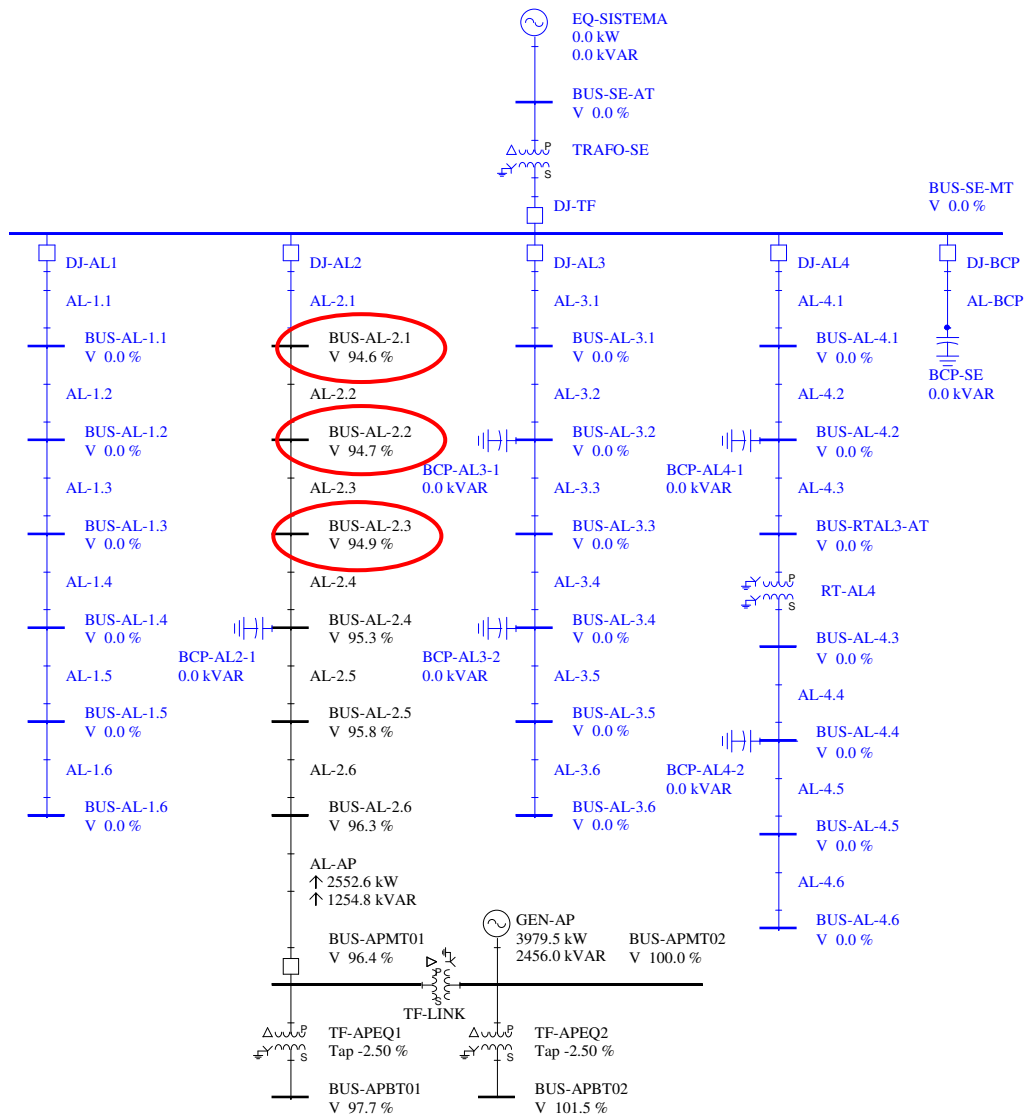 EQ-SISTEMA
0.0 kW
0.0 kVAR
BUS-SE-AT
V 0.0 %
P
S
TRAFO-SE
DJ-TF
BUS-SE-MT
V 0.0 %
DJ-AL1
AL-1.1
BUS-AL-1.1
V 0.0 %
AL-1.2
BUS-AL-1.2
V 0.0 %
AL-1.3
BUS-AL-1.3
V 0.0 %
AL-1.4
BUS-AL-1.4
V 0.0 %
AL-1.5
BUS-AL-1.5
V 0.0 %
AL-1.6
BUS-AL-1.6
V 0.0 %
DJ-AL2
AL-2.1
BUS-AL-2.1
V 94.6 %
AL-2.2
BUS-AL-2.2
V 94.7 %
AL-2.3
BUS-AL-2.3
V 94.9 %
AL-2.4
BUS-AL-2.4
V 95.3 %
BCP-AL2-1
0.0 kVAR
AL-2.5
BUS-AL-2.5
V 95.8 %
AL-2.6
BUS-AL-2.6
V 96.3 %
AL-AP
2552.6 kW
1254.8 kVAR
BUS-APMT01
V 96.4 %
DJ-AL3
AL-3.1
BUS-AL-3.1
V 0.0 %
AL-3.2
BUS-AL-3.2
V 0.0 %
BCP-AL3-1
0.0 kVAR
AL-3.3
BUS-AL-3.3
V 0.0 %
AL-3.4
BUS-AL-3.4
V 0.0 %
BCP-AL3-2
0.0 kVAR
AL-3.5
BUS-AL-3.5
V 0.0 %
AL-3.6
BUS-AL-3.6
V 0.0 %
DJ-AL4
AL-4.1
BUS-AL-4.1
V 0.0 %
AL-4.2
BUS-AL-4.2
V 0.0 %
BCP-AL4-1
0.0 kVAR
AL-4.3
BUS-RTAL3-AT
V 0.0 %
P
S
RT-AL4
BUS-AL-4.3
V 0.0 %
AL-4.4
BUS-AL-4.4
V 0.0 %
BCP-AL4-2
0.0 kVAR
AL-4.5
BUS-AL-4.5
V 0.0 %
AL-4.6
BUS-AL-4.6
V 0.0 %
DJ-BCP
AL-BCP
BCP-SE
0.0 kVAR
GEN-AP
3979.5 kW
2456.0 kVAR
BUS-APMT02
V 100.0 %
P
S
TF-LINK
P
S
TF-APEQ1
Tap -2.50 %
BUS-APBT01
V 97.7 %
P
S
TF-APEQ2
Tap -2.50 %
BUS-APBT02
V 101.5 %